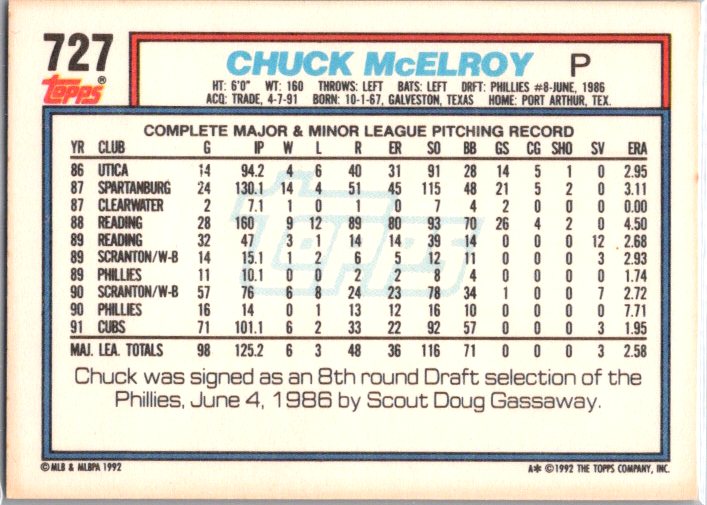 727
Topps®
CHUCK McELROY P
HT: 6'0" WT: 160 THROWS: LEFT BATS: LEFT DRFT: PHILLIES #8-JUNE, 1986
ACQ: TRADE, 4-7-91 BORN: 10-1-67, GALVESTON, TEXAS HOME: PORT ARTHUR, TEX.
COMPLETE MAJOR & MINOR LEAGUE PITCHING RECORD
YR CLUB G IP W L R ER SO BB GS CG SHO SV ERA
86 UTICA 14 94.2 4 6 40 31 91 28 14 5 1 0 2.95
87 SPARTANBURG 24 130.1 14 4 51 45 115 48 21 5 2 0 3.11
87 CLEARWATER 2 7.1 1 0 1 0 7 4 2 0 0 0 0.00
88 READING 28 160 9 12 89 80 93 70 26 4 2 0 4.50
89 READING 32 47 3 1 14 14 39 14 0 0 0 12 2.68
89 SCRANTON/W-B 14 15.1 1 2 6 5 12 11 0 0 0 3 2.93
89 PHILLIES 11 10.1 0 0 2 2 8 4 0 0 0 0 1.74
90 SCRANTON/W-B 57 76 6 8 24 23 78 34 1 0 0 7 2.72
90 PHILLIES 16 14 0 1 13 12 16 10 0 0 0 0 7.71
91 CUBS 71 101.1 6 2 33 22 92 57 0 0 0 3 1.95
MAJ. LEA. TOTALS 98 125.2 6 3 48 36 116 71 0 0 0 3 2.58
Chuck was signed as an 8th round Draft selection of the
Phillies, June 4, 1986 by Scout Doug Gassaway.
© MLB & MLBPA 1992 A* © 1992 THE TOPPS COMPANY, INC.